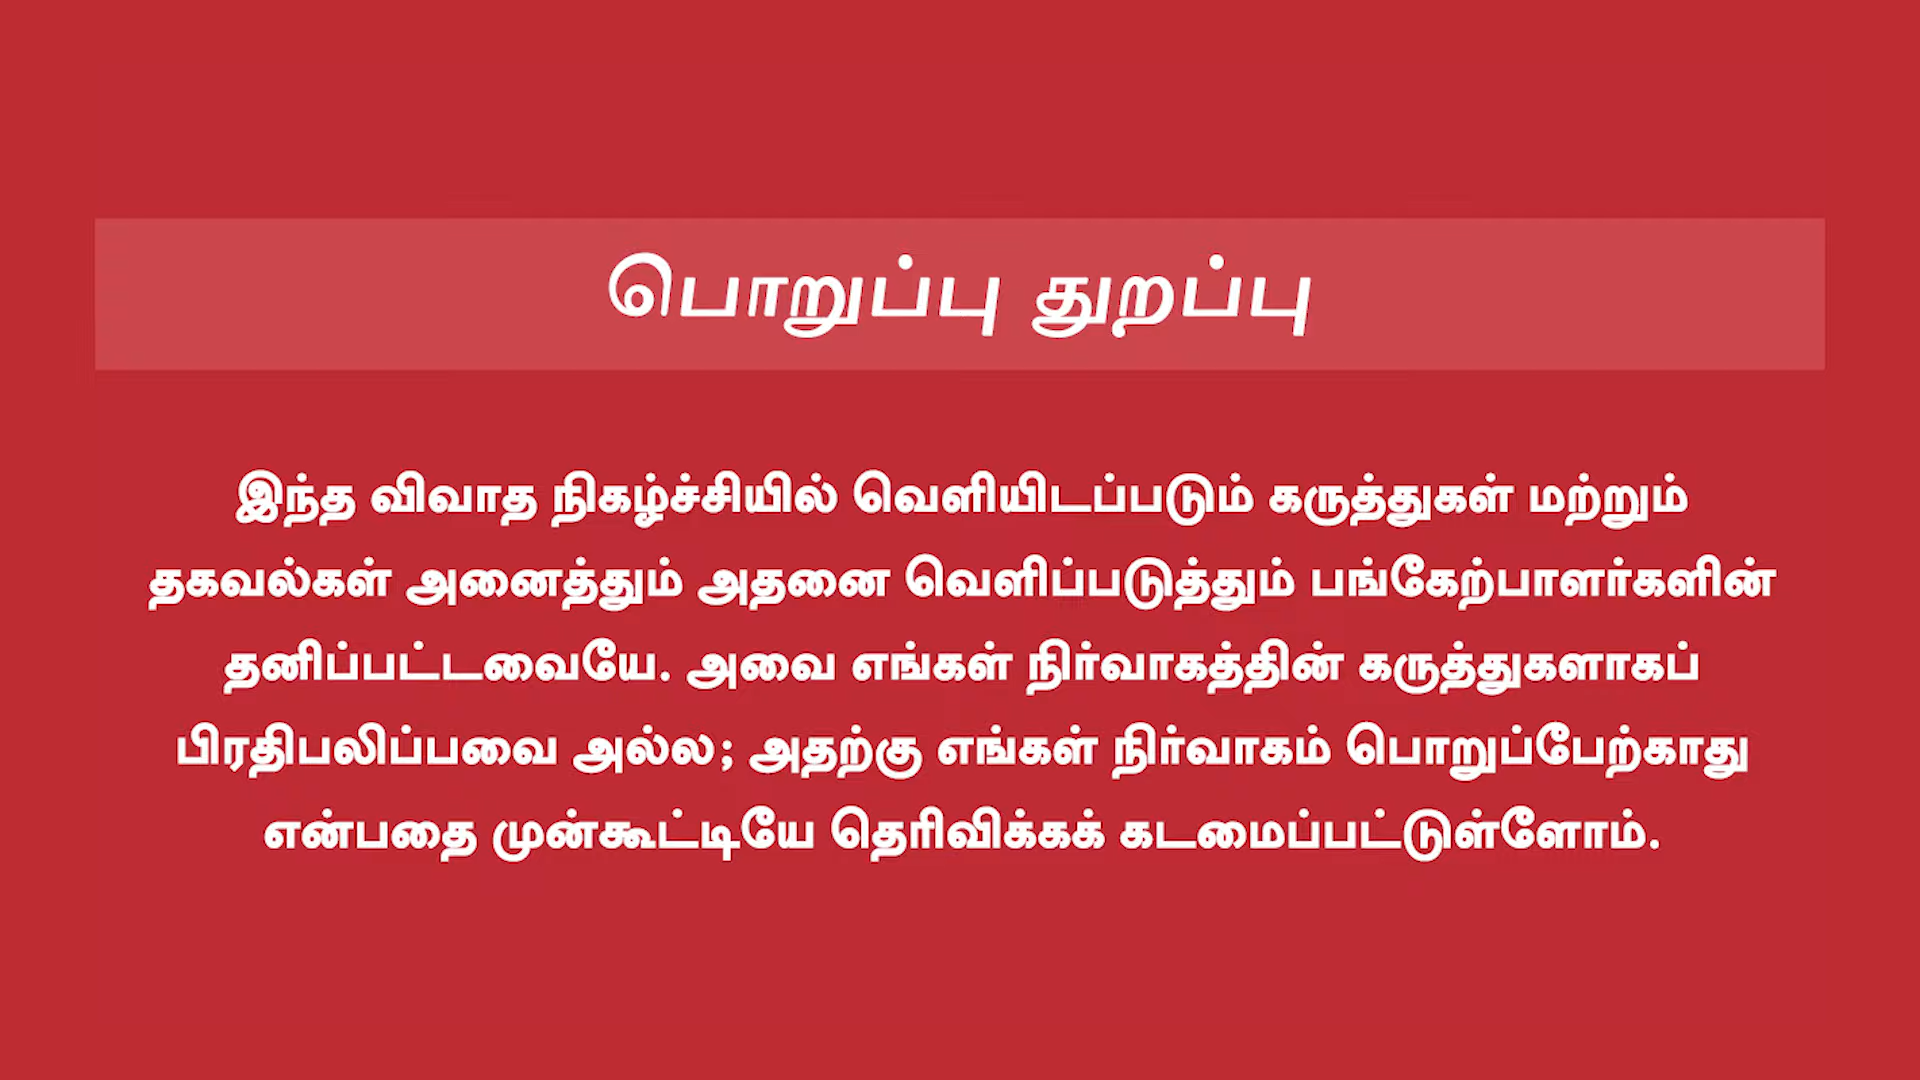 பொறுப்பு துறப்பு
இந்த விவாத நிகழ்ச்சியில் வெளியிடப்படும் கருத்துகள் மற்றும்
தகவல்கள் அனைத்தும் அதனை வெளிப்படுத்தும் பங்கேற்பாளர்களின்
தனிப்பட்டவையே. அவை எங்கள் நிர்வாகத்தின் கருத்துகளாகப்
பிரதிபலிப்பவை அல்ல; அதற்கு எங்கள் நிர்வாகம் பொறுப்பேற்காது
என்பதை முன்கூட்டியே தெரிவிக்கக் கடமைப்பட்டுள்ளோம்.